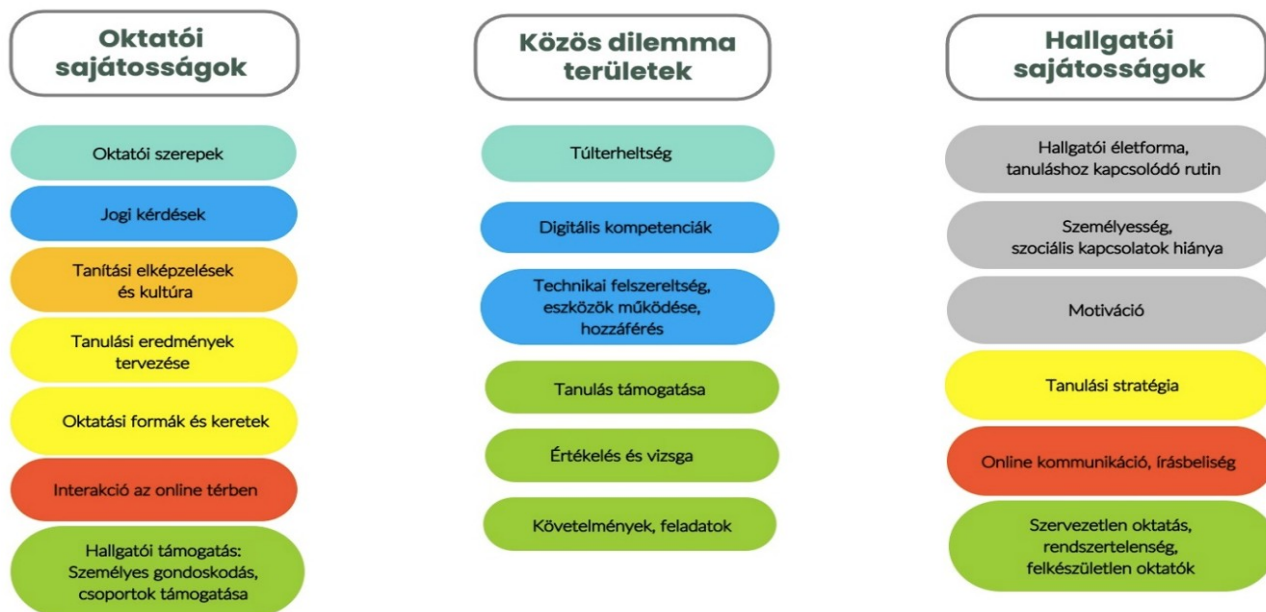 Oktatói
sajátosságok
Oktatói szerepek
Jogi kérdések
Tanítási elképzelések
és kultúra
Tanulási eredmények
tervezése
Oktatási formák és keretek
Interakció az online térben
Hallgatói támogatás:
Személyes gondoskodás,
csoportok támogatása
Közös dilemma
területek
Túlterheltség
Digitális kompetenciák
Technikai felszereltség,
eszközök működése,
hozzáférés
Tanulás támogatása
Értékelés és vizsga
Követelmények, feladatok
Hallgatói
sajátosságok
Hallgatói életforma,
tanuláshoz kapcsolódó rutin
Személyesség,
szociális kapcsolatok hiánya
Motiváció
Tanulási stratégia
Online kommunikáció, írásbeliség
Szervezetlen oktatás,
rendszertelenség,
felkészületlen oktatók